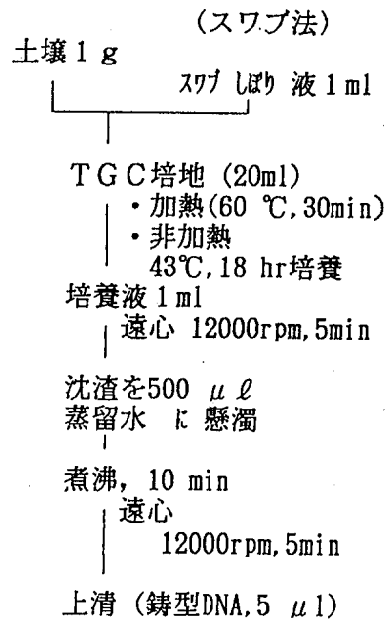 (スワブ法)
土壌1g
スワブ しぼり 液1ml
TGC培地 (20ml)
・加熱(60 ℃,30min)
・非加熱
43℃,18 hr培養
培養液1ml
遠心 12000rpm,5min
沈渣を500 μℓ
蒸留水 に 懸濁
煮沸, 10 min
遠心
12000rpm,5min
上清 (鋳型DNA,5 μl)